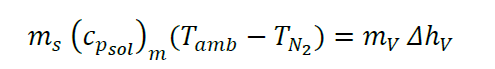 m_s (c_{p_{sol}})_m (T_{amb} − T_{N_2}) = m_V Δh_V